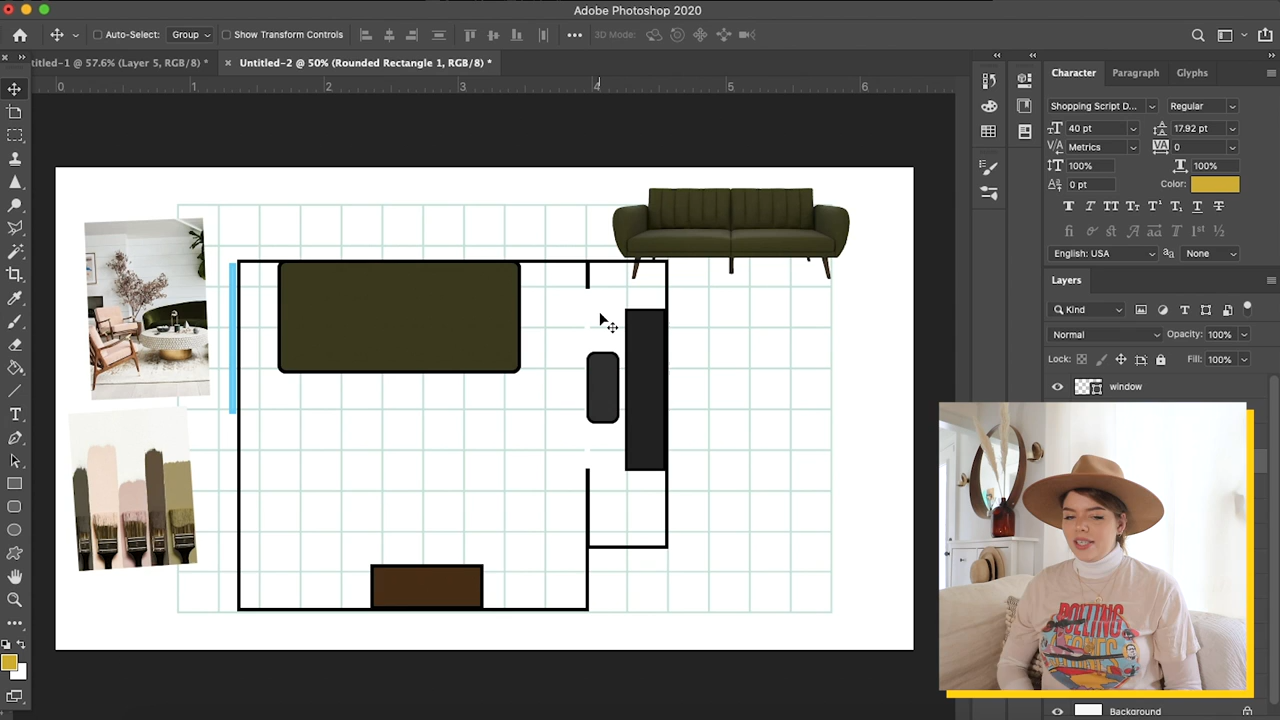 Adobe Photoshop 2020
Auto-Select: Group Show Transform Controls 3D Mode:
titled-1 @ 57.6% (Layer 5, RGB/8) * × Untitled-2 @ 50% (Rounded Rectangle 1, RGB/8) *
0 1 2 3 4 5 6
Character Paragraph Glyphs
Shopping Script D... Regular
40 pt 17.92 pt
Metrics 0
100% 100%
0 pt Color:
English: USA None
Layers
Kind
Normal Opacity: 100%
Lock: Fill: 100%
window
ROLLING
Background